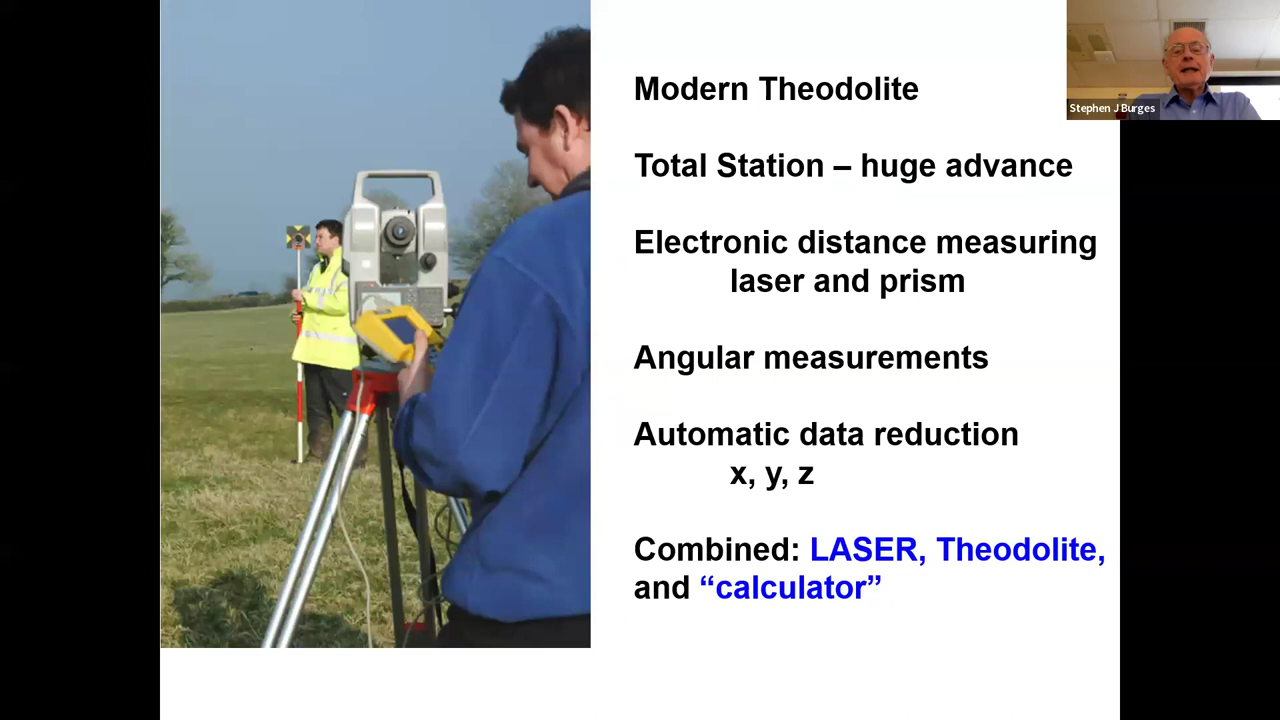 Modern Theodolite
Total Station – huge advance
Electronic distance measuring
laser and prism
Angular measurements
Automatic data reduction
x, y, z
Combined: LASER, Theodolite,
and “calculator”
Stephen J Burges